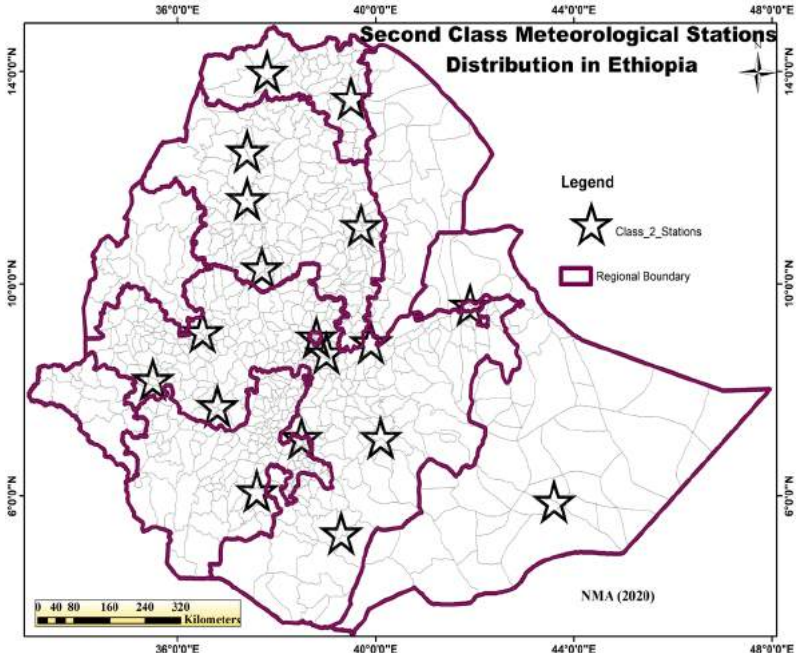 36°0'0"E 40°0'0"E 44°0'0"E 48°0'0"E
Second Class Meteorological Stations
Distribution in Ethiopia
N
14°0'0"N
14°0'0"N
Legend
Class_2_Stations
Regional Boundary
10°0'0"N
10°0'0"N
6°0'0"N
6°0'0"N
NMA (2020)
0 40 80 160 240 320
Kilometers
36°0'0"E 40°0'0"E 44°0'0"E 48°0'0"E